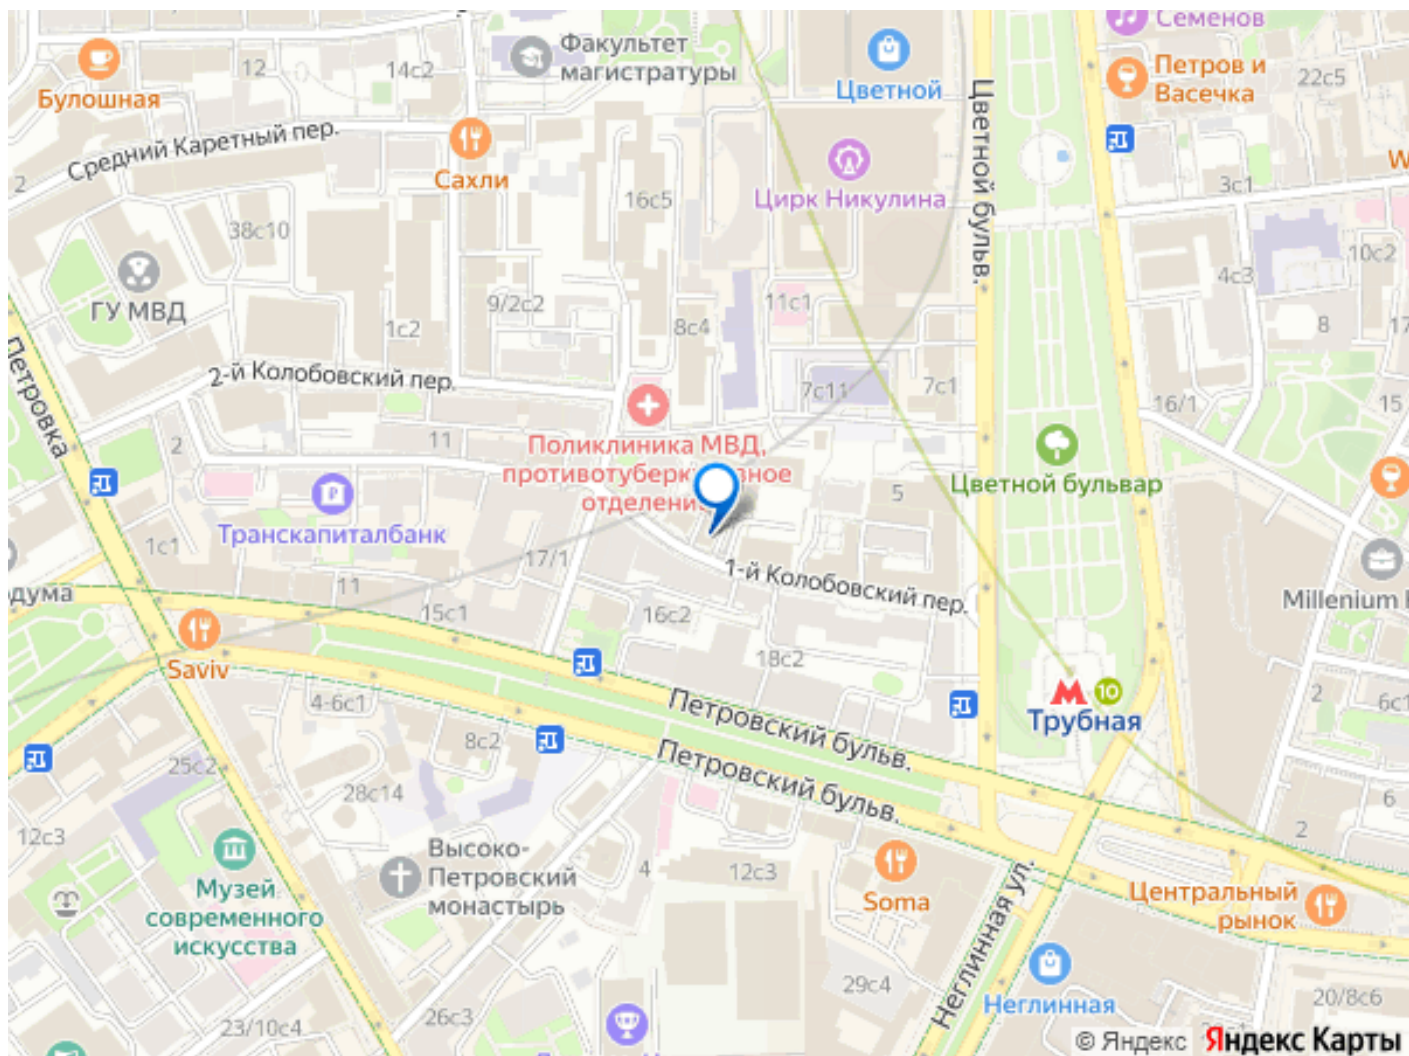 Семенов
Факультет
магистратуры
12
14с2
Булошная
Цветной
Петров и
Васечка
22с5
Средний Каретный пер.
Сахли
2
16с5
Цирк Никулина
Цветной бульв.
3с1
W
38с10
10с2
4с3
ГУ МВД
9/2с2
11с1
1с2
8с4
8
17
Петровка
2-й Колобовский пер.
7с11
7с1
16/1
15
2
11
Поликлиника МВД,
отделени
Цветной бульвар
5
Транскапиталбанк
1с1
17/1
1-й Колобовский пер.
11
15с1
16с2
дума
Millenium
Saviv
18с2
4-6с1
Петровский бульв.
Петровский бульв.
10
Трубная
2
6с1
8с2
25с2
28с14
6
2
12с3
Высоко-
Петровский
монастырь
4
12с3
Soma
Музей
современного
искусства
Неглинная ул.
Центральный
рынок
29с4
Неглинная
20/8с6
23/10с4
26с3
© Яндекс Яндекс Карты